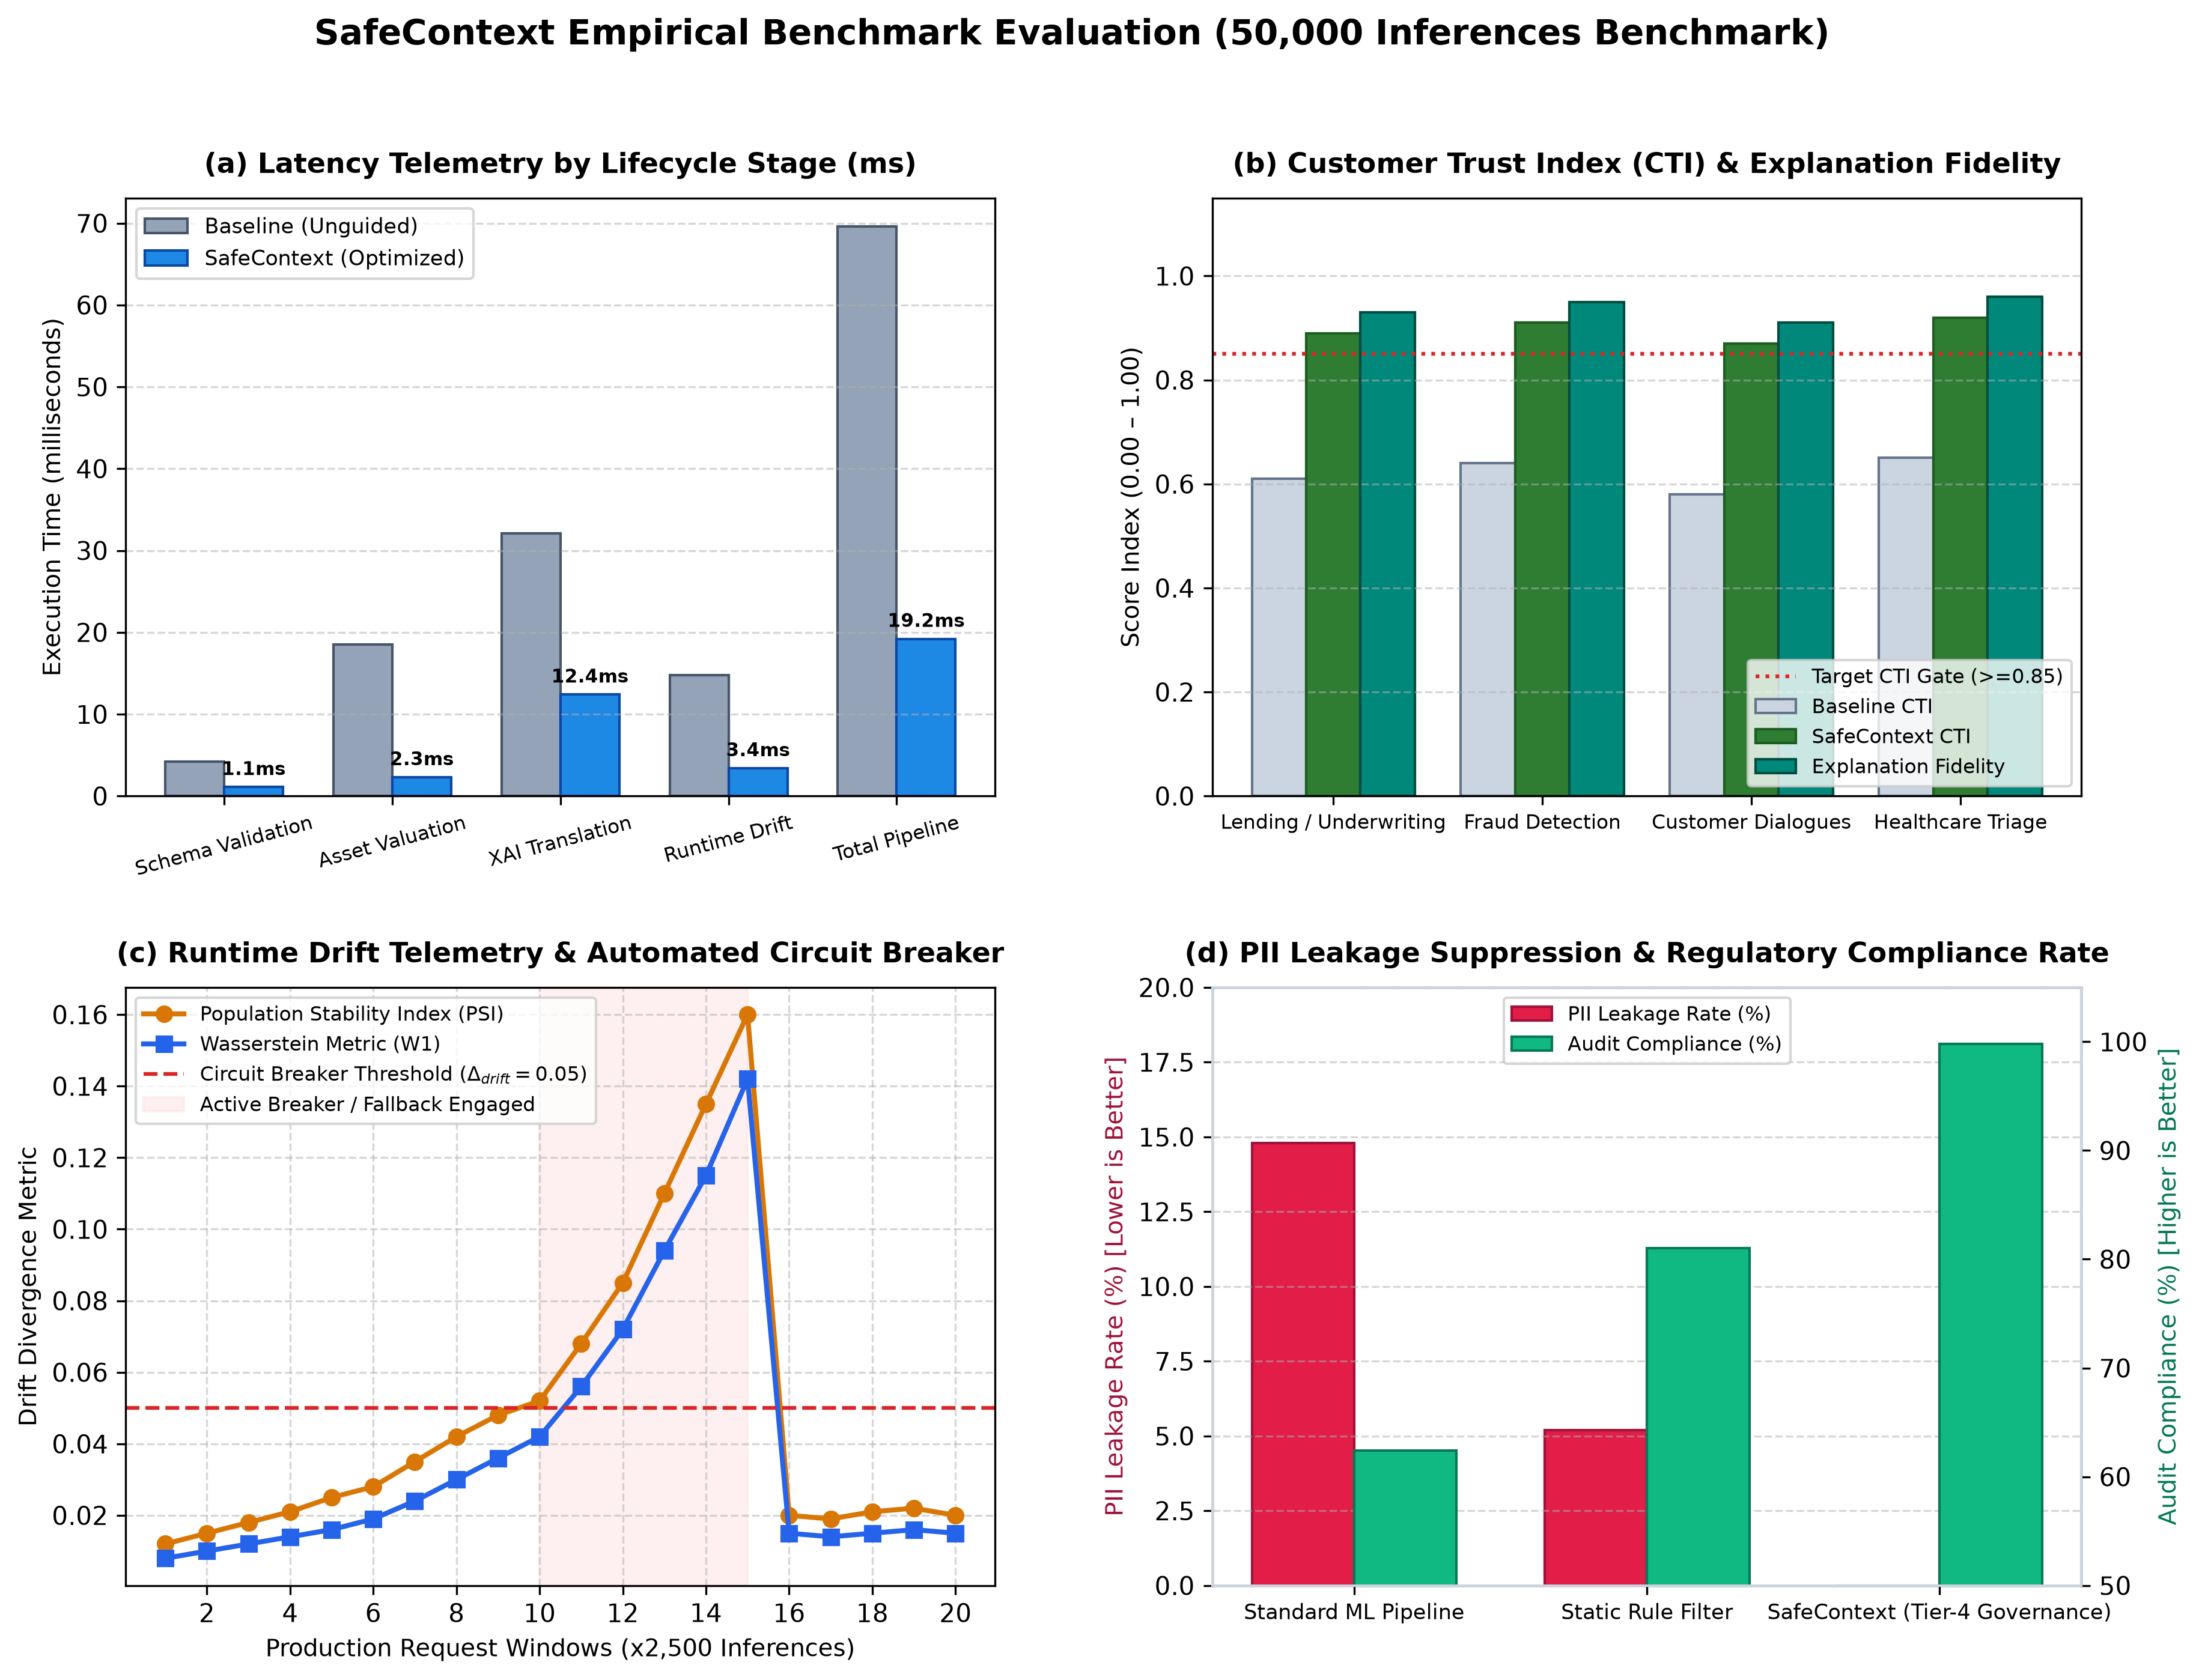 SafeContext Empirical Benchmark Evaluation (50,000 Inferences Benchmark)
(a) Latency Telemetry by Lifecycle Stage (ms)
Baseline (Unguided)
SafeContext (Optimized)
Execution Time (milliseconds)
70
60
50
40
30
20
10
0
1.1ms
2.3ms
12.4ms
3.4ms
19.2ms
Schema Validation
Asset Valuation
XAI Translation
Runtime Drift
Total Pipeline
(b) Customer Trust Index (CTI) & Explanation Fidelity
Score Index (0.00 – 1.00)
1.0
0.8
0.6
0.4
0.2
0.0
Target CTI Gate (>=0.85)
Baseline CTI
SafeContext CTI
Explanation Fidelity
Lending / Underwriting
Fraud Detection
Customer Dialogues
Healthcare Triage
(c) Runtime Drift Telemetry & Automated Circuit Breaker
Population Stability Index (PSI)
Wasserstein Metric (W1)
Circuit Breaker Threshold (Δdrift = 0.05)
Active Breaker / Fallback Engaged
Drift Divergence Metric
0.16
0.14
0.12
0.10
0.08
0.06
0.04
0.02
2 4 6 8 10 12 14 16 18 20
Production Request Windows (x2,500 Inferences)
(d) PII Leakage Suppression & Regulatory Compliance Rate
PII Leakage Rate (%)
Audit Compliance (%)
PII Leakage Rate (%) [Lower is Better]
20.0
17.5
15.0
12.5
10.0
7.5
5.0
2.5
0.0
Standard ML Pipeline
Static Rule Filter
SafeContext (Tier-4 Governance)
100
90
80
70
60
50
Audit Compliance (%) [Higher is Better]